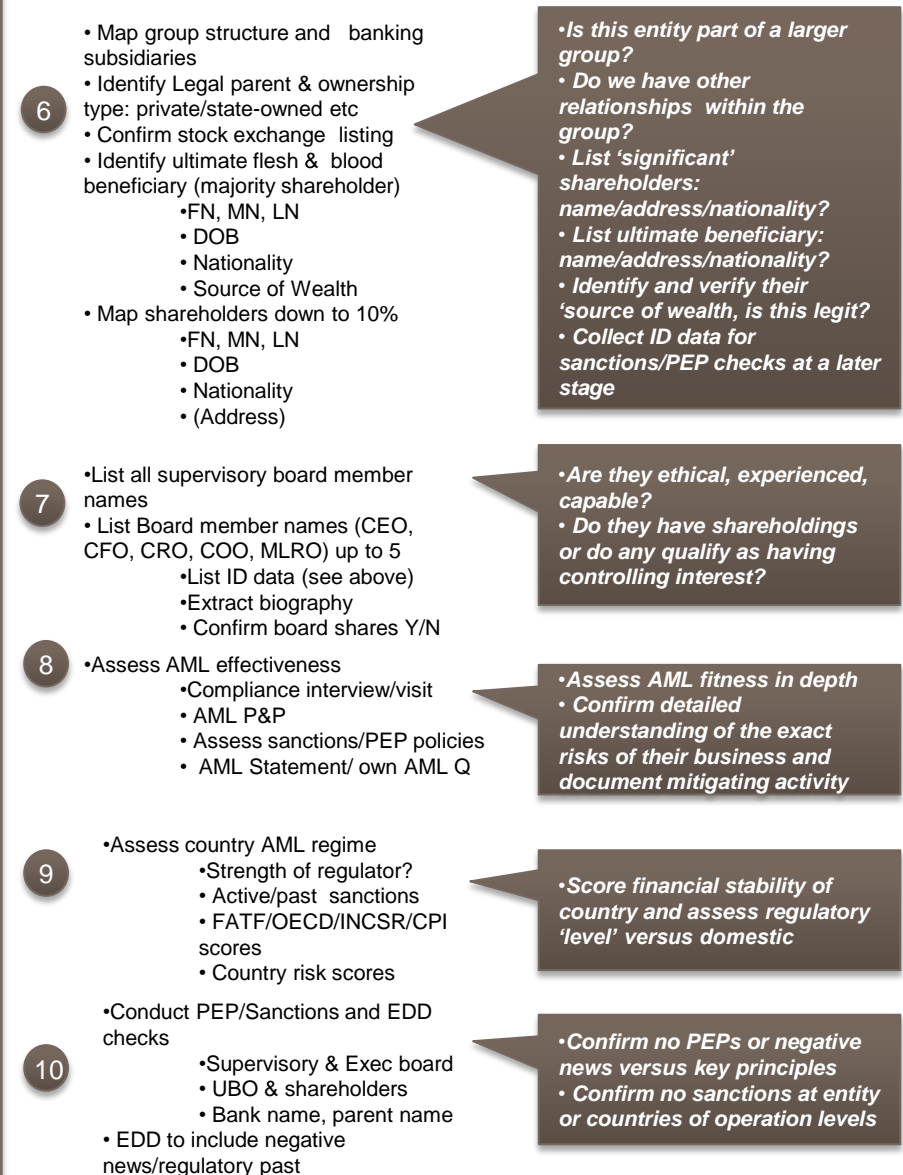 6
• Map group structure and banking
subsidiaries
• Identify Legal parent & ownership
type: private/state-owned etc
• Confirm stock exchange listing
• Identify ultimate flesh & blood
beneficiary (majority shareholder)
•FN, MN, LN
• DOB
• Nationality
• Source of Wealth
• Map shareholders down to 10%
•FN, MN, LN
• DOB
• Nationality
• (Address)
•Is this entity part of a larger
group?
• Do we have other
relationships within the
group?
• List ‘significant’
shareholders:
name/address/nationality?
• List ultimate beneficiary:
name/address/nationality?
• Identify and verify their
‘source of wealth, is this legit?
• Collect ID data for
sanctions/PEP checks at a later
stage
7
•List all supervisory board member
names
• List Board member names (CEO,
CFO, CRO, COO, MLRO) up to 5
•List ID data (see above)
•Extract biography
• Confirm board shares Y/N
•Are they ethical, experienced,
capable?
• Do they have shareholdings
or do any qualify as having
controlling interest?
8
•Assess AML effectiveness
•Compliance interview/visit
• AML P&P
• Assess sanctions/PEP policies
• AML Statement/ own AML Q
•Assess AML fitness in depth
• Confirm detailed
understanding of the exact
risks of their business and
document mitigating activity
9
•Assess country AML regime
•Strength of regulator?
• Active/past sanctions
• FATF/OECD/INCSR/CPI
scores
• Country risk scores
•Score financial stability of
country and assess regulatory
‘level’ versus domestic
10
•Conduct PEP/Sanctions and EDD
checks
•Supervisory & Exec board
• UBO & shareholders
• Bank name, parent name
• EDD to include negative
news/regulatory past
•Confirm no PEPs or negative
news versus key principles
• Confirm no sanctions at entity
or countries of operation levels